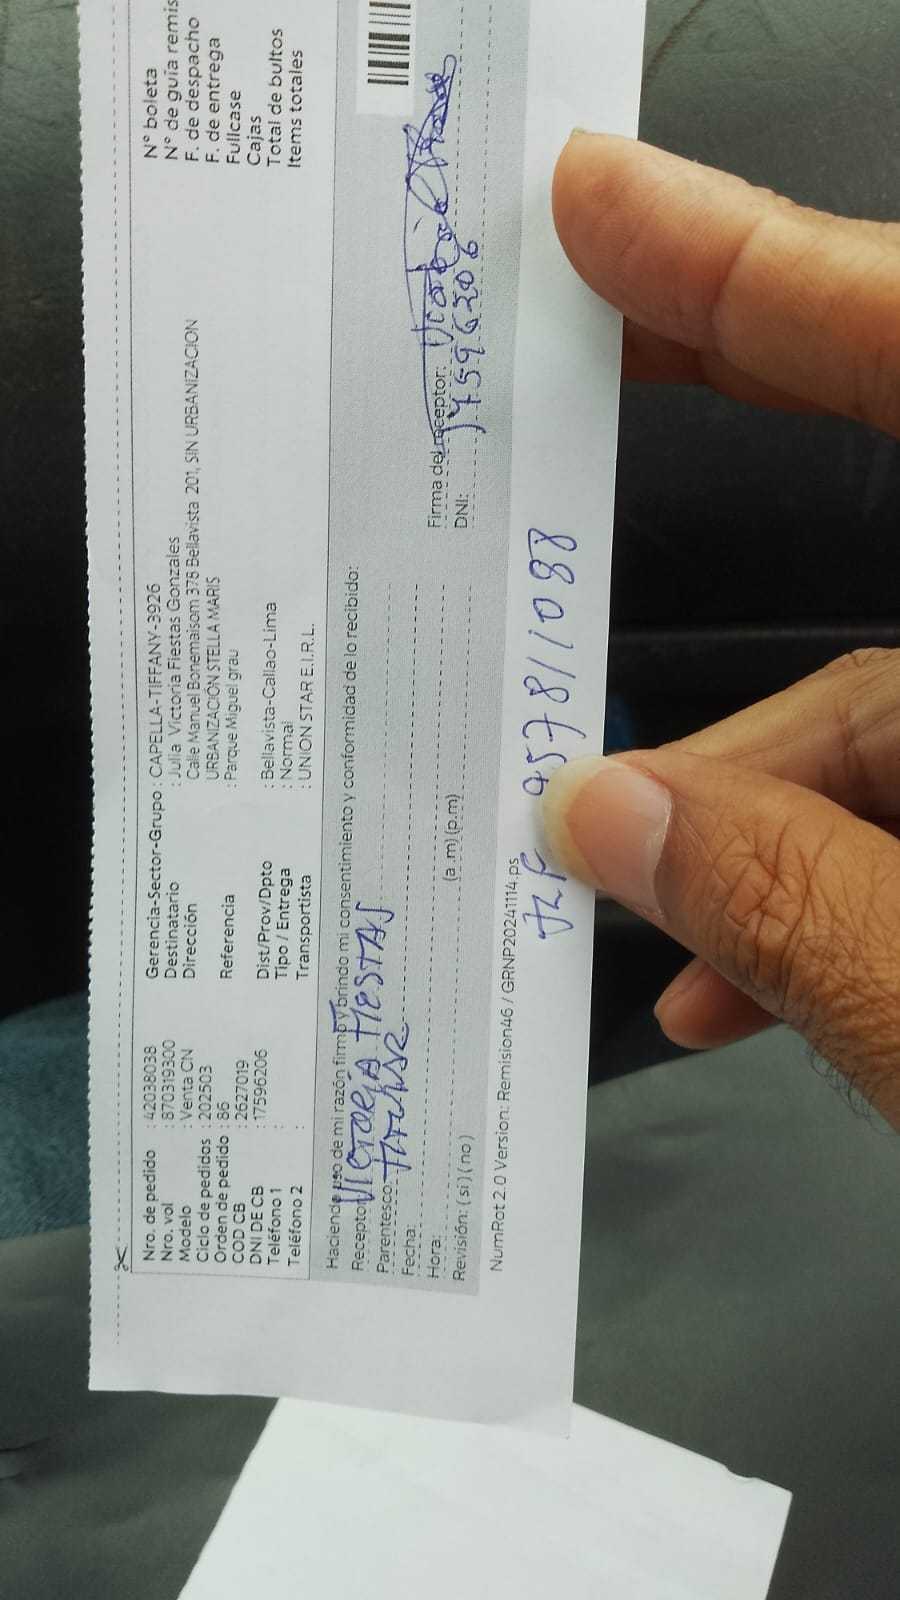 Nro. de pedido : 42038038
Nro. vol : 870319300
Modelo : Venta CN
Ciclo de pedidos : 202503
Orden de pedido : 86
COD CB : 2627019
DNI DE CB : 17596206
Teléfono 1 :
Teléfono 2 :
Gerencia-Sector-Grupo : CAPELLA-TIFFANY-3926
Destinatario : Julia Victoria Fiestas Gonzales
Dirección Calle Manuel Bonemaisom 378 Bellavista 201, SIN URBANIZACION
URBANIZACIÓN STELLA MARIS
Referencia : Parque Miguel grau
Dist/Prov/Dpto : Bellavista-Callao-Lima
Tipo / Entrega : Normal
Transportista : UNION STAR E.I.R.L.
N° boleta
N° de guía remis
F. de despacho
F. de entrega
Fullcase
Cajas
Total de bultos
Items totales
Haciendo uso de mi razón firmo y brindo mi consentimiento y conformidad de lo recibido:
Receptor: VICTORIA FIESTAS
Parentesco: TITULAR
Fecha:
Hora: (a.m) (p.m)
Revisión: ( si ) ( no )
Firma del receptor:
DNI: 17596206
NumRot 2.0 Version: Remision46 / GRNP20241114.ps
957811088